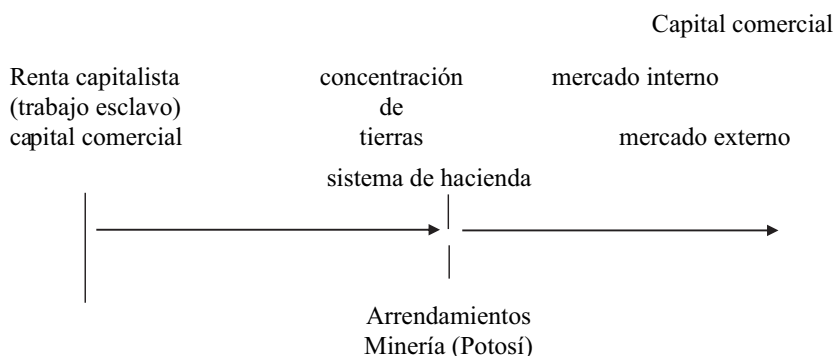 Capital comercial
Renta capitalista
(trabajo esclavo)
capital comercial
concentración
de
tierras
mercado interno
mercado externo
sistema de hacienda
Arrendamientos
Minería (Potosí)